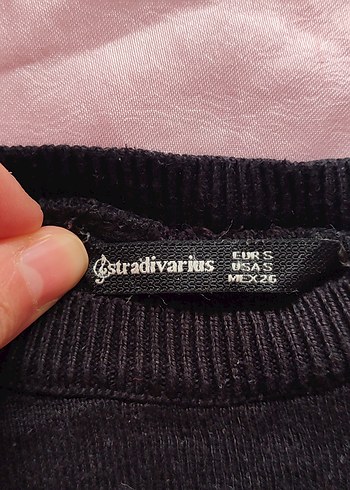 stradivarius
EUR S
USA S
MEX 26